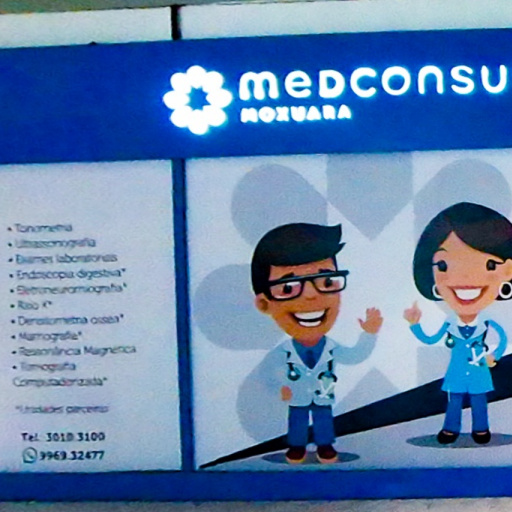 MEDCONSU
MOXUARA
• Tonometria
• Ultrassonografia
• Exames laboratoriais
• Endoscopia digestiva*
• Eletroneuromiografia*
• Raio X*
• Densitometria óssea*
• Mamografia*
• Ressonância Magnética
• Tomografia
Computadorizada*
*Unidades parceiras
Tel. 3010.3100
9969.32477